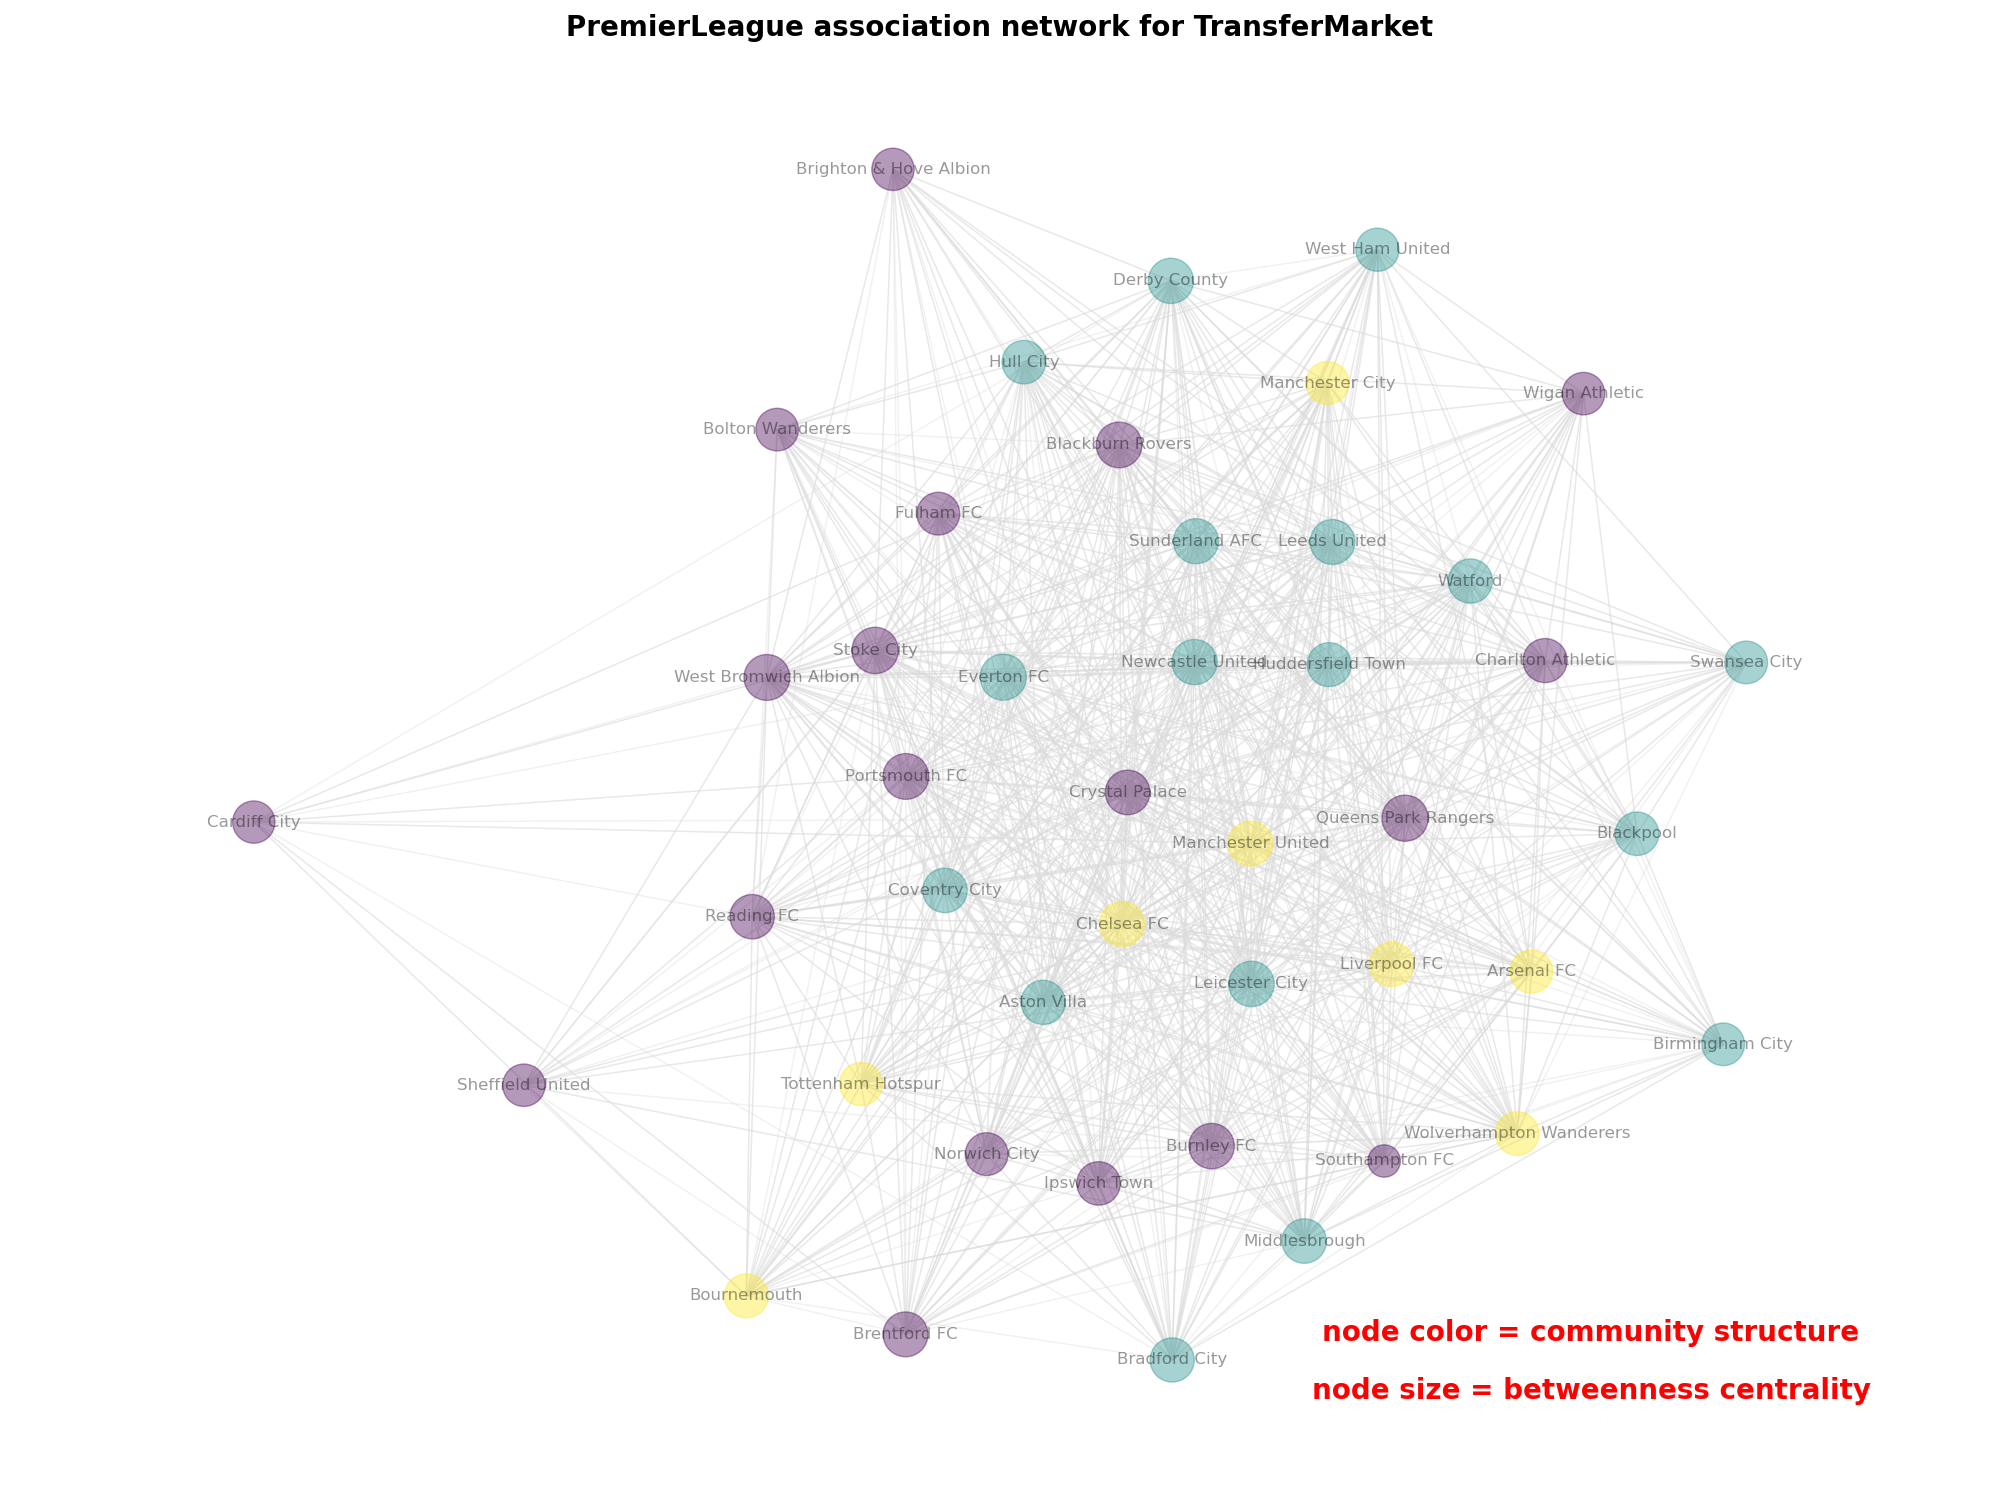 PremierLeague association network for TransferMarket
Brighton & Hove Albion
West Ham United
Derby County
Hull City
Manchester City
Wigan Athletic
Bolton Wanderers
Blackburn Rovers
Fulham FC
Sunderland AFC
Leeds United
Watford
Stoke City
West Bromwich Albion
Everton FC
Newcastle United
Huddersfield Town
Charlton Athletic
Swansea City
Portsmouth FC
Crystal Palace
Queens Park Rangers
Cardiff City
Blackpool
Manchester United
Coventry City
Reading FC
Chelsea FC
Liverpool FC
Arsenal FC
Leicester City
Aston Villa
Birmingham City
Sheffield United
Tottenham Hotspur
Wolverhampton Wanderers
Norwich City
Burnley FC
Southampton FC
Ipswich Town
Middlesbrough
Bournemouth
Brentford FC
Bradford City
node color = community structure
node size = betweenness centrality